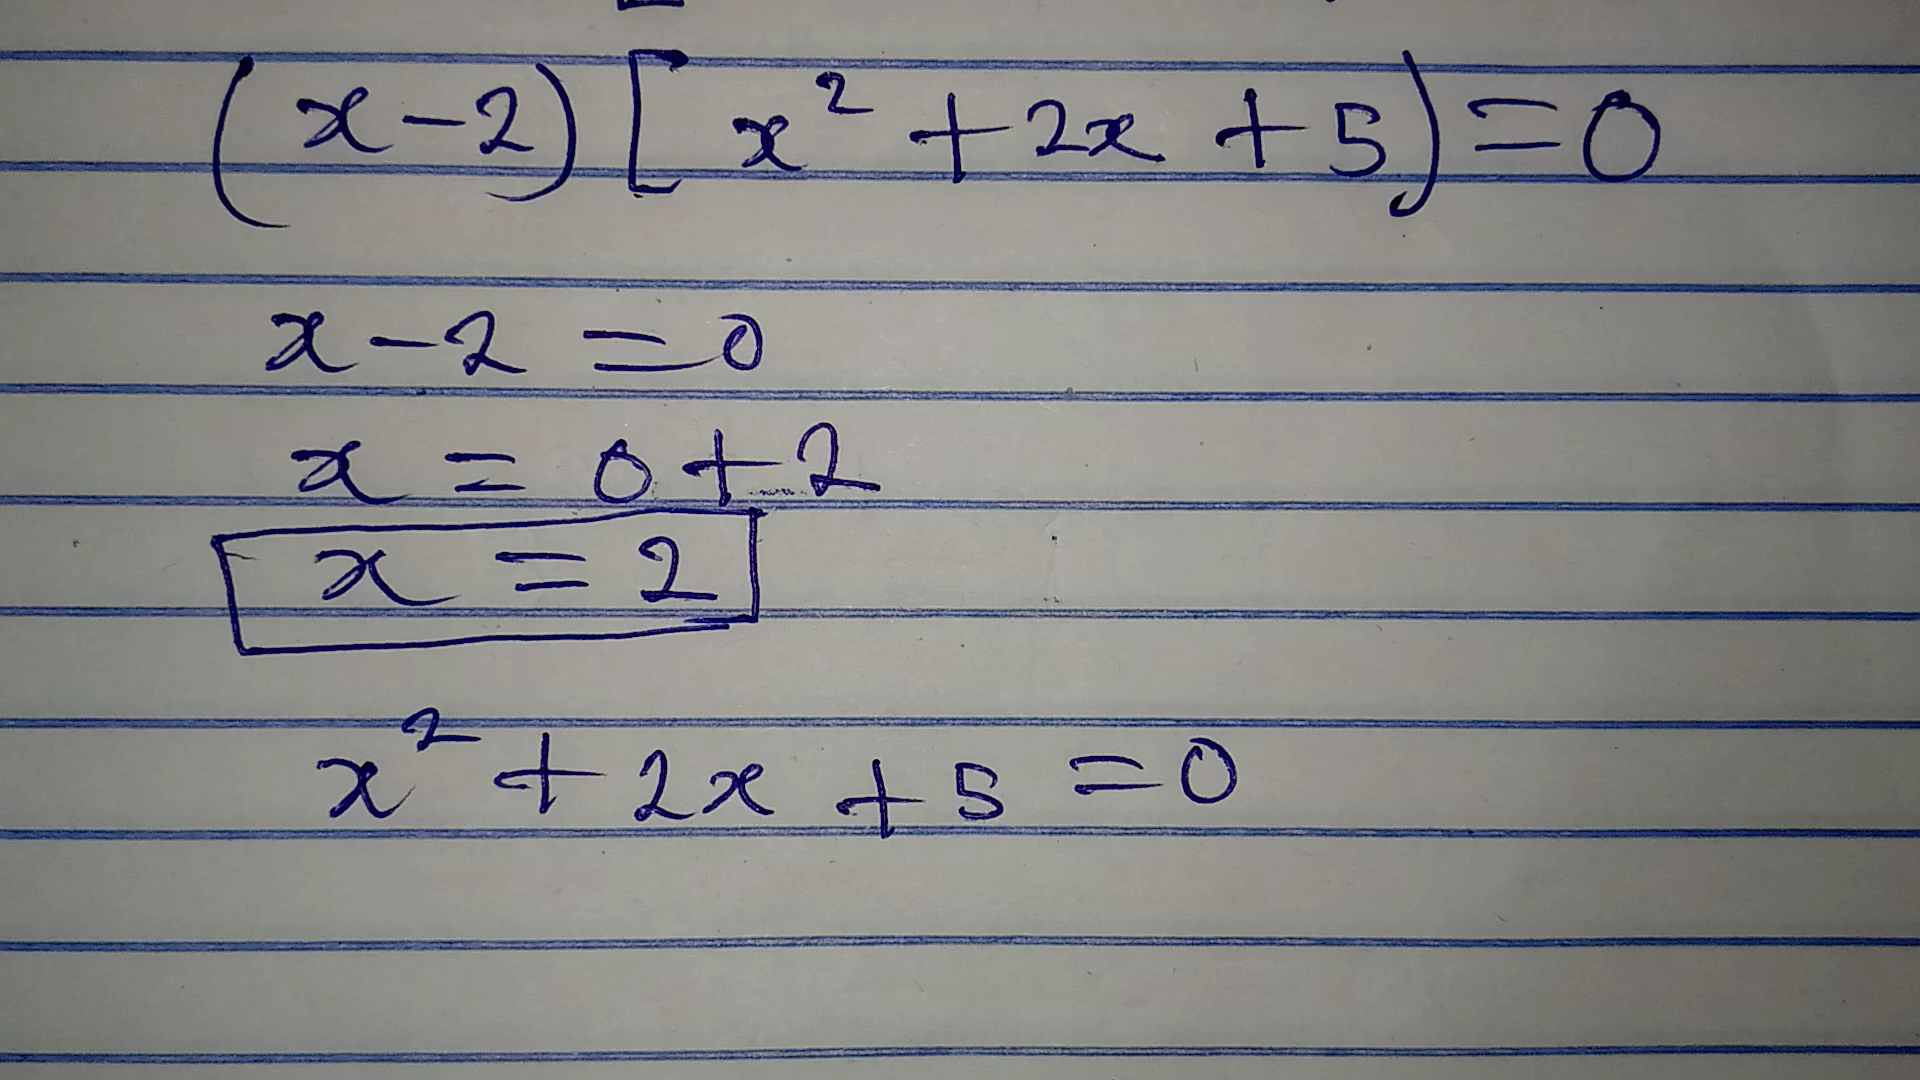 (x-2)[x² + 2x + 5) = 0
x - 2 = 0
x = 0 + 2
x = 2
x² + 2x + 5 = 0